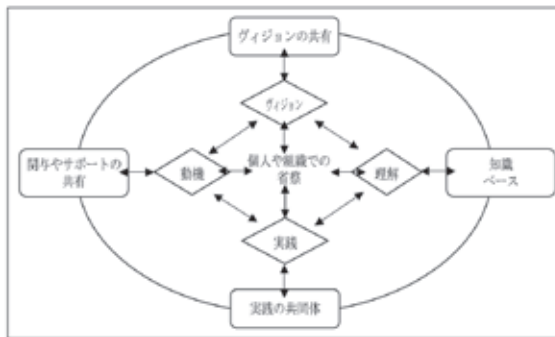 ヴィジョンの共有
ヴィジョン
関与やサポートの
共有
動機
個人や組織での
省察
理解
知識
ベース
実践
実践の共同体